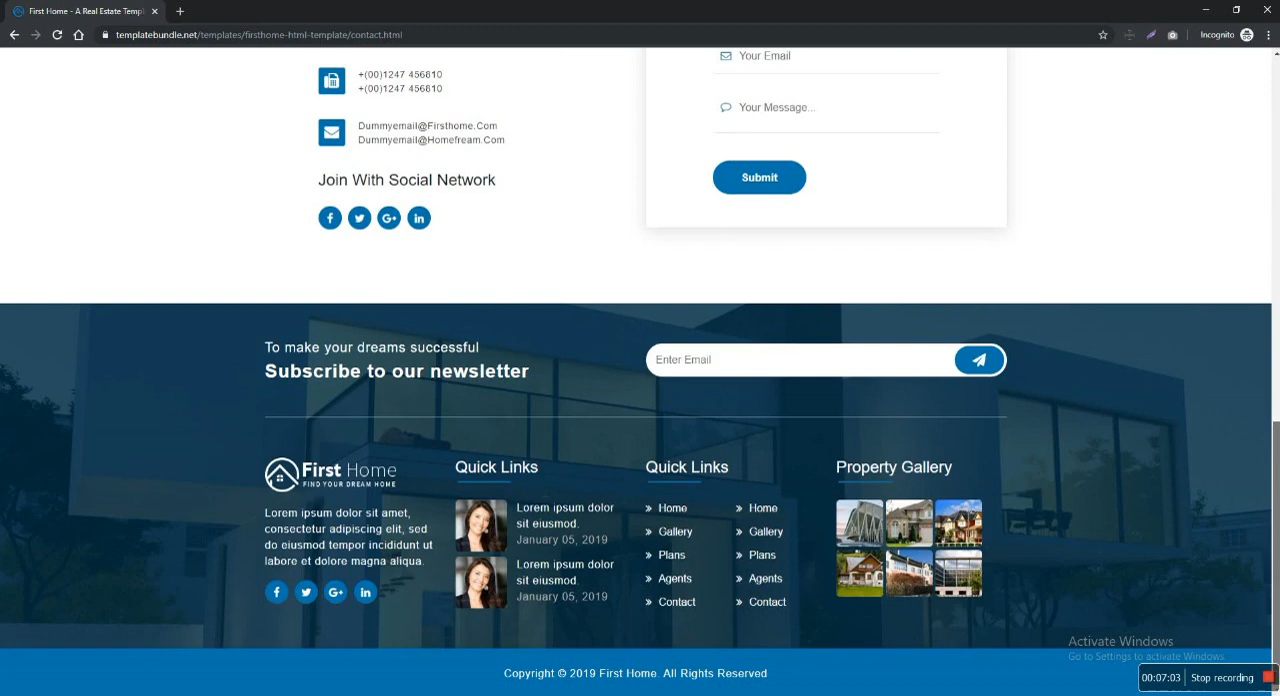 First Home - A Real Estate Templ
templatebundle.net/templates/firsthome-html-template/contact.html
Incognito
+(00)1247 456810
+(00)1247 456810
Dummyemail@Firsthome.Com
Dummyemail@Homefream.Com
Join With Social Network
Your Email
Your Message...
Submit
To make your dreams successful
Subscribe to our newsletter
Enter Email
First Home
FIND YOUR DREAM HOME
Lorem ipsum dolor sit amet,
consectetur adipiscing elit, sed
do eiusmod tempor incididunt ut
labore et dolore magna aliqua.
Quick Links
Lorem ipsum dolor
sit eiusmod.
January 05, 2019
Lorem ipsum dolor
sit eiusmod.
January 05, 2019
Quick Links
Home
Gallery
Plans
Agents
Contact
Home
Gallery
Plans
Agents
Contact
Property Gallery
Activate Windows
Go to Settings to activate Windows.
Copyright © 2019 First Home. All Rights Reserved
00:07:03 Stop recording